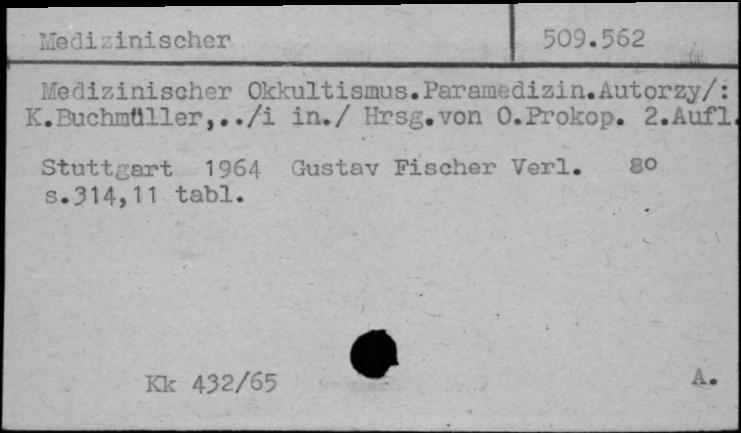 Medizinischer
509.562
Medizinischer Okkultismus.Paramedizin.Autorzy/:
K.Buchmüller,../i in./ Hrsg.von O.Prokop. 2.Aufl.
Stuttgart 1964 Gustav Fischer Verl. 8o
s.314,11 tabl.
Kk 432/65
A.